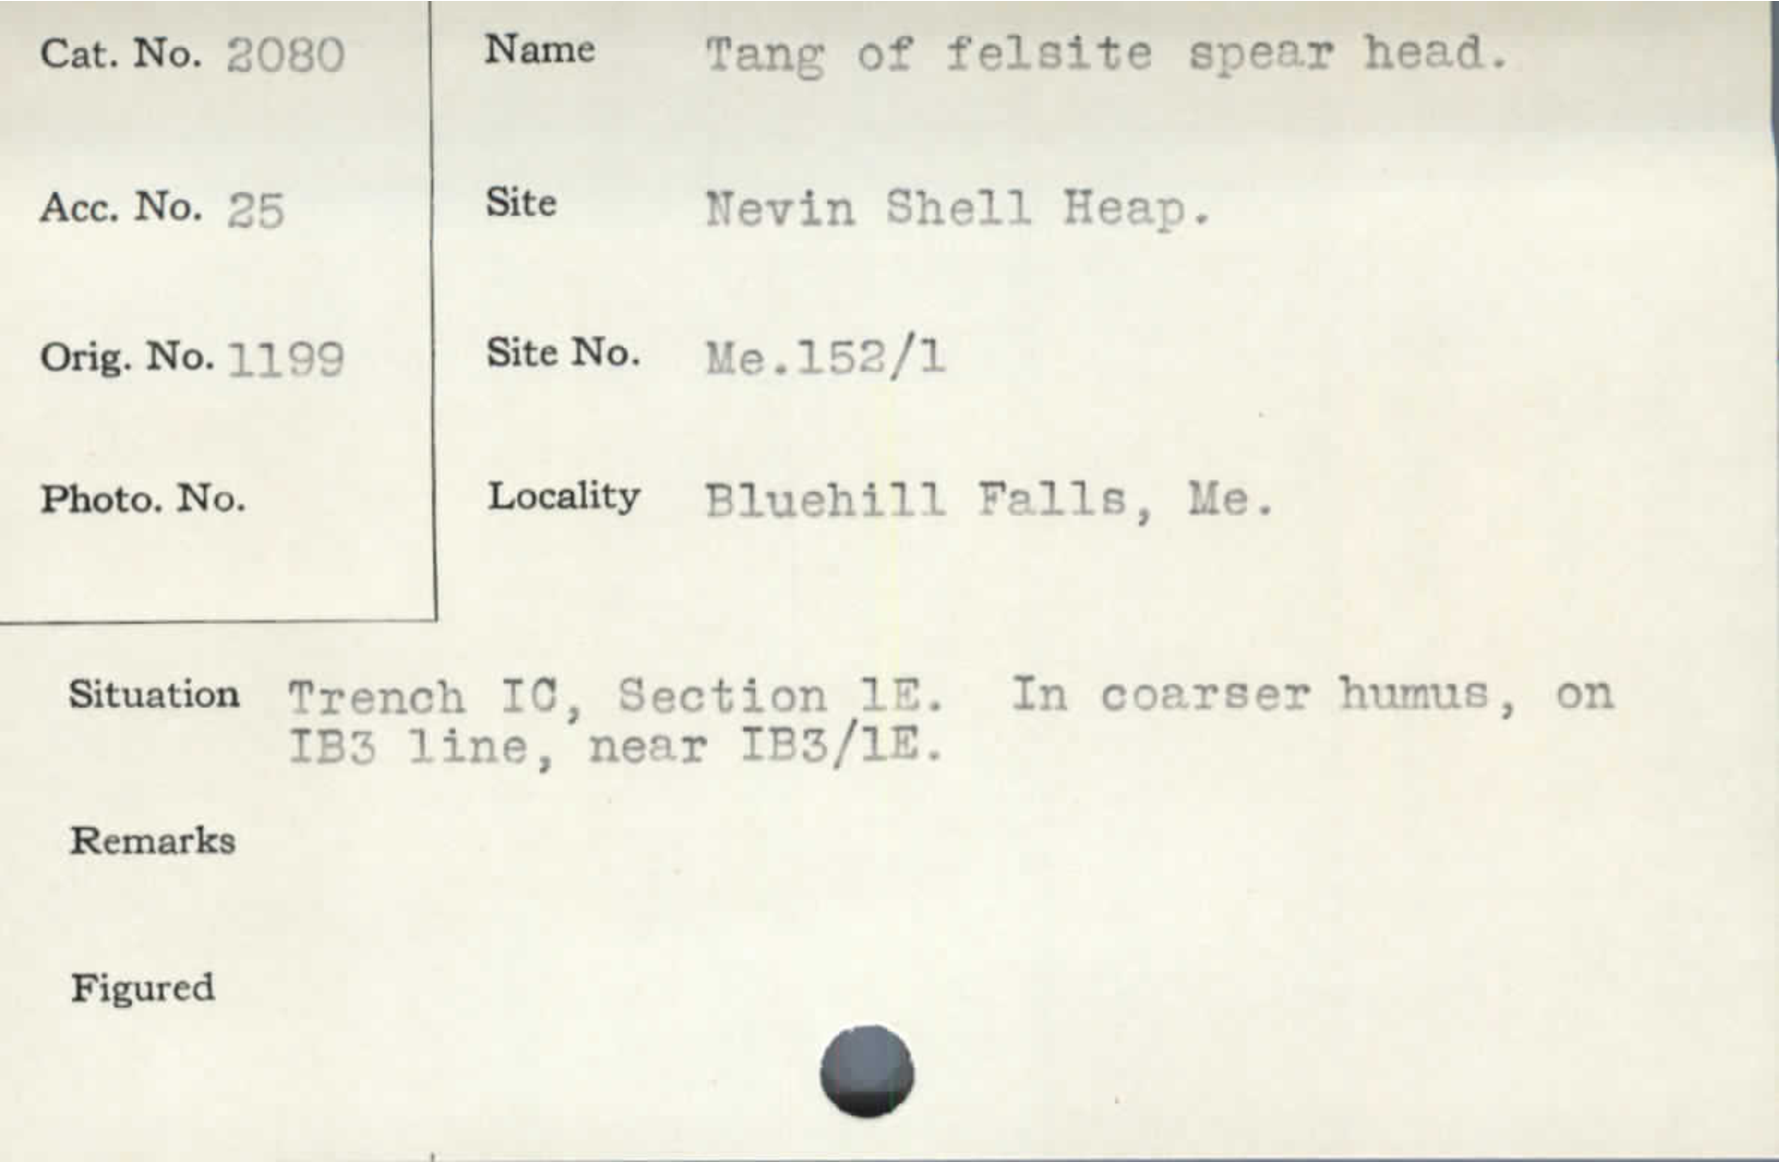 Cat. No. 2080
Name Tang of felsite spear head.
Acc. No. 25
Site Nevin Shell Heap.
Orig. No. 1199
Site No. Me.152/1
Photo. No.
Locality Bluehill Falls, Me.
Situation Trench IC, Section 1E. In coarser humus, on
IB3 line, near IB3/1E.
Remarks
Figured